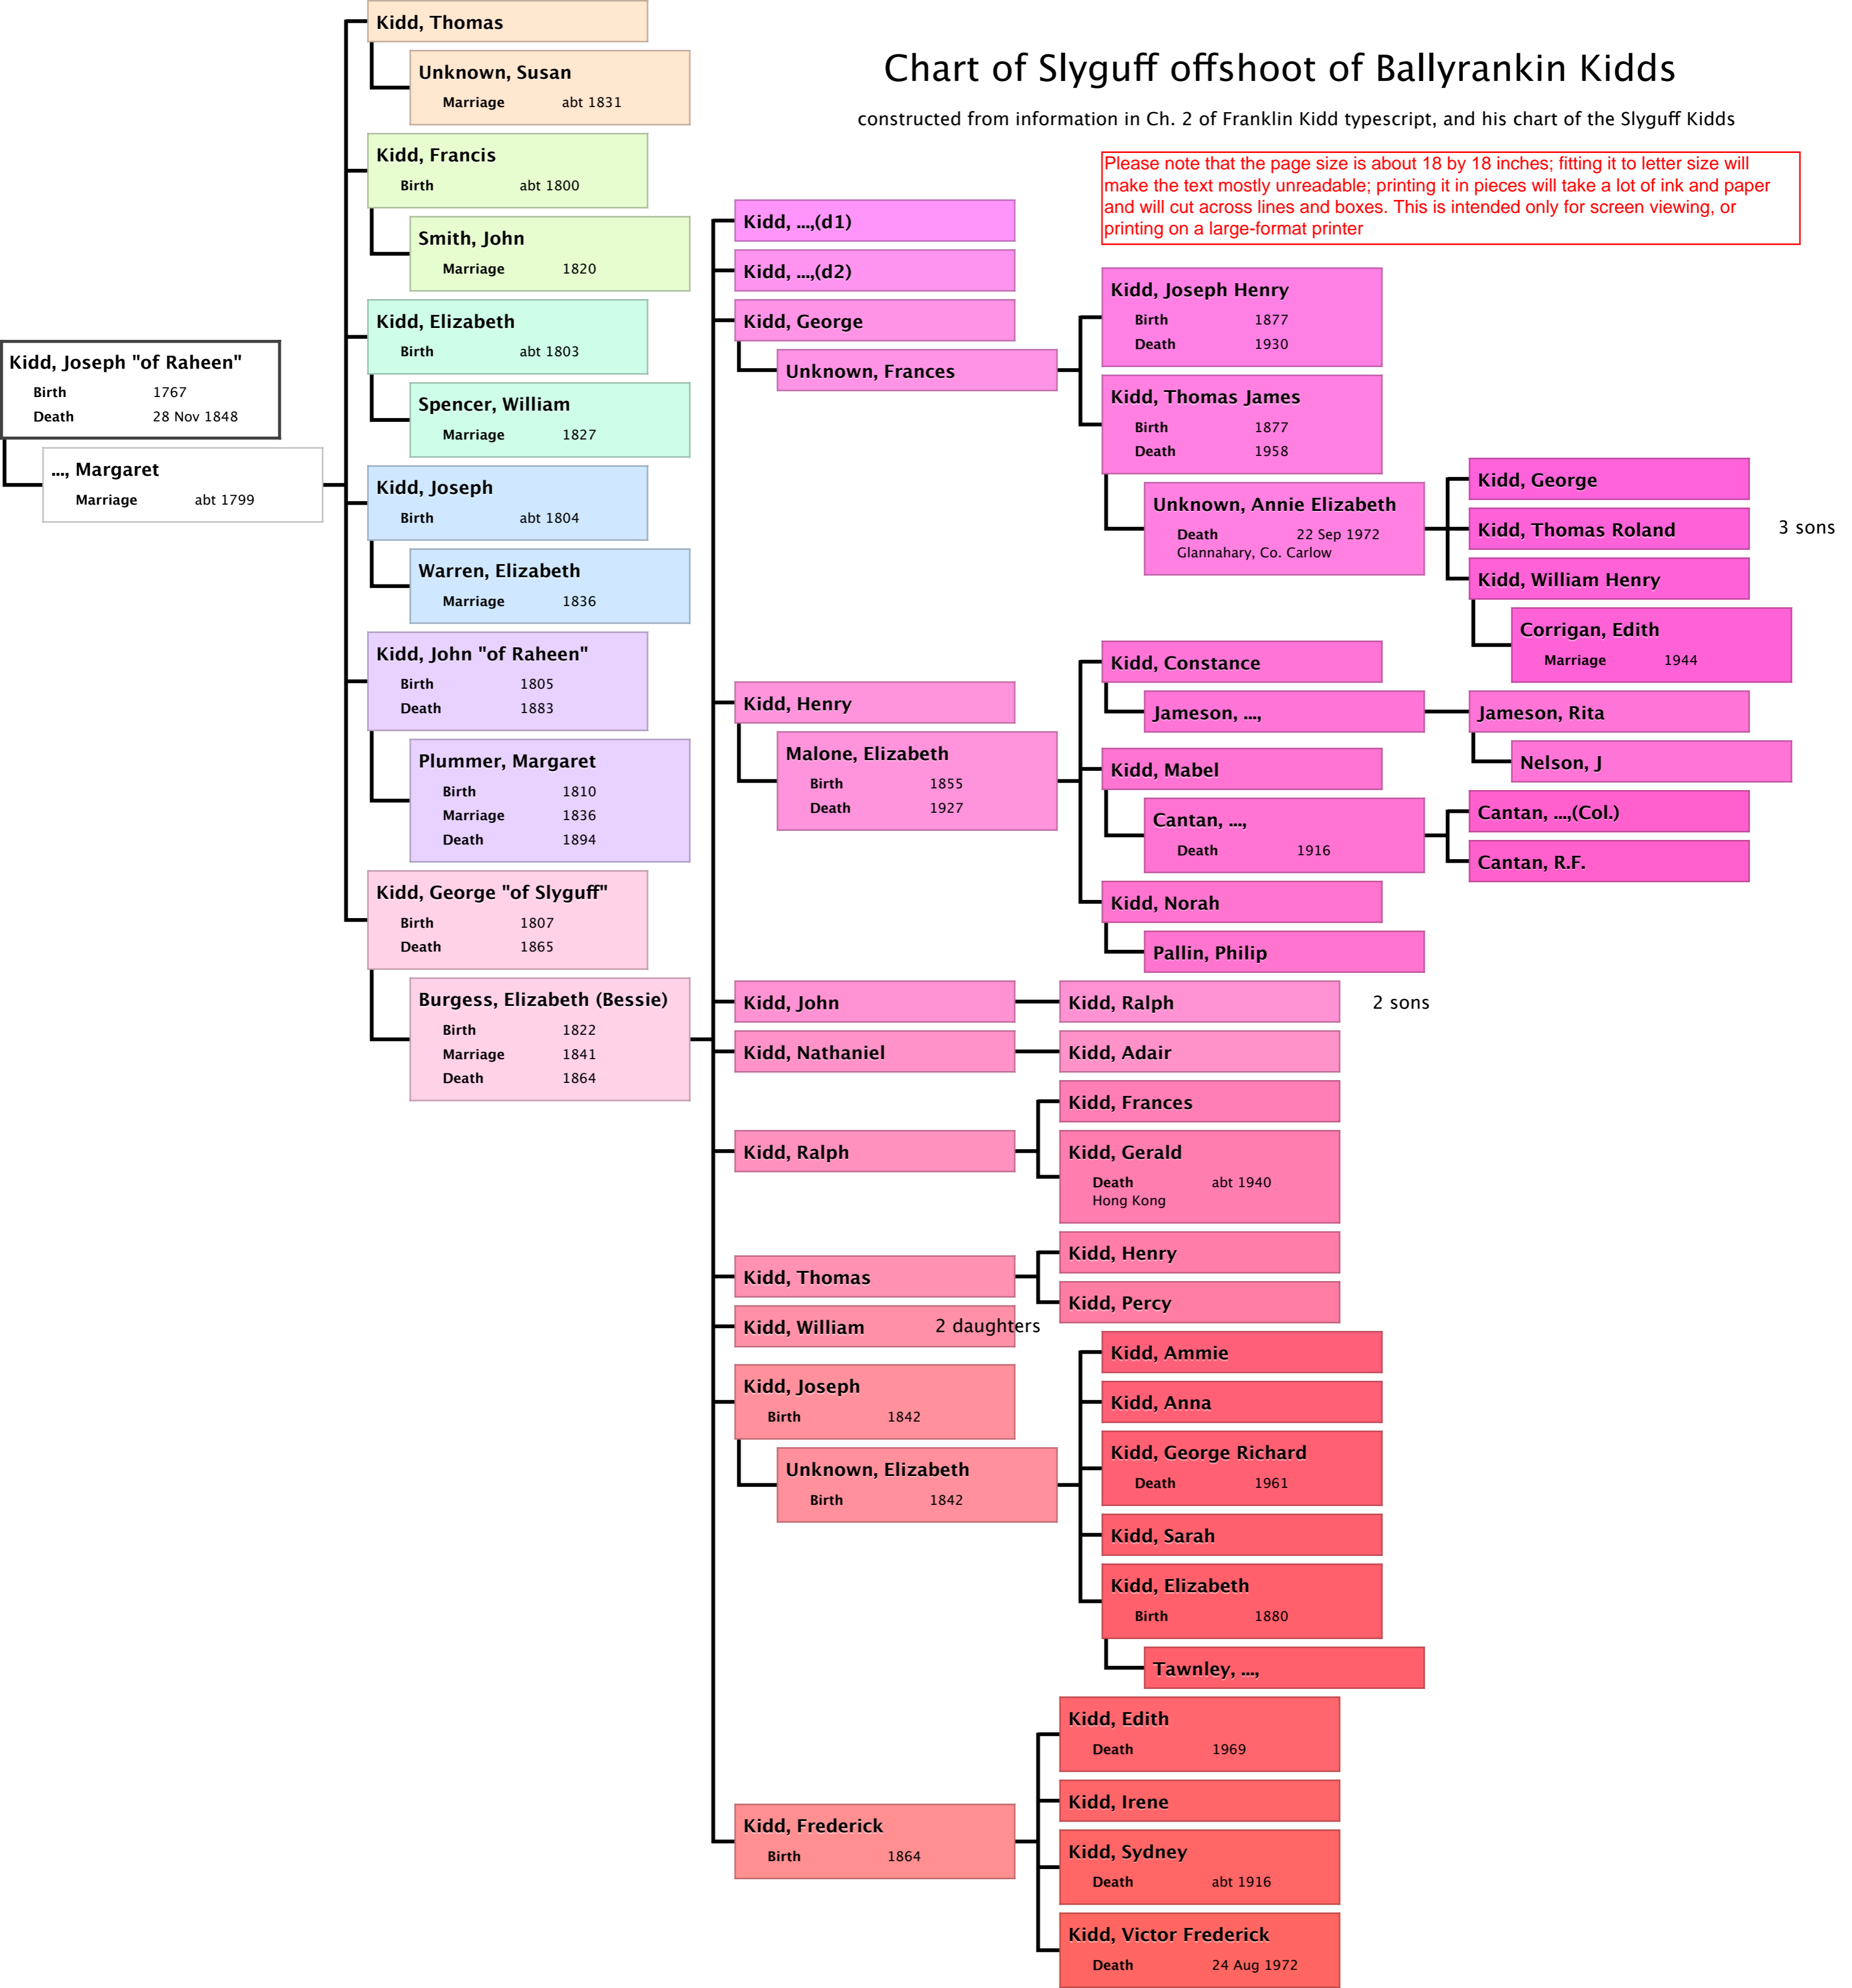 Chart of Slyguff offshoot of Ballyrankin Kidds
constructed from information in Ch. 2 of Franklin Kidd typescript, and his chart of the Slyguff Kidds
Please note that the page size is about 18 by 18 inches; fitting it to letter size will
make the text mostly unreadable; printing it in pieces will take a lot of ink and paper
and will cut across lines and boxes. This is intended only for screen viewing, or
printing on a large-format printer
Kidd, Joseph "of Raheen"
Birth 1767
Death 28 Nov 1848
..., Margaret
Marriage abt 1799
Kidd, Thomas
Unknown, Susan
Marriage abt 1831
Kidd, Francis
Birth abt 1800
Smith, John
Marriage 1820
Kidd, Elizabeth
Birth abt 1803
Spencer, William
Marriage 1827
Kidd, Joseph
Birth abt 1804
Warren, Elizabeth
Marriage 1836
Kidd, John "of Raheen"
Birth 1805
Death 1883
Plummer, Margaret
Birth 1810
Marriage 1836
Death 1894
Kidd, George "of Slyguff"
Birth 1807
Death 1865
Burgess, Elizabeth (Bessie)
Birth 1822
Marriage 1841
Death 1864
Kidd, ...,(d1)
Kidd, ...,(d2)
Kidd, George
Unknown, Frances
Kidd, Joseph Henry
Birth 1877
Death 1930
Kidd, Thomas James
Birth 1877
Death 1958
Unknown, Annie Elizabeth
Death 22 Sep 1972
Glannahary, Co. Carlow
Kidd, George
Kidd, Thomas Roland 3 sons
Kidd, William Henry
Corrigan, Edith
Marriage 1944
Kidd, Henry
Malone, Elizabeth
Birth 1855
Death 1927
Kidd, Constance
Jameson, ...,
Jameson, Rita
Nelson, J
Kidd, Mabel
Cantan, ...,
Death 1916
Cantan, ...,(Col.)
Cantan, R.F.
Kidd, Norah
Pallin, Philip
Kidd, John
Kidd, Ralph 2 sons
Kidd, Nathaniel
Kidd, Adair
Kidd, Ralph
Kidd, Frances
Kidd, Gerald
Death abt 1940
Hong Kong
Kidd, Thomas
Kidd, Henry
Kidd, Percy
Kidd, William 2 daughters
Kidd, Joseph
Birth 1842
Unknown, Elizabeth
Birth 1842
Kidd, Ammie
Kidd, Anna
Kidd, George Richard
Death 1961
Kidd, Sarah
Kidd, Elizabeth
Birth 1880
Tawnley, ...,
Kidd, Frederick
Birth 1864
Kidd, Edith
Death 1969
Kidd, Irene
Kidd, Sydney
Death abt 1916
Kidd, Victor Frederick
Death 24 Aug 1972